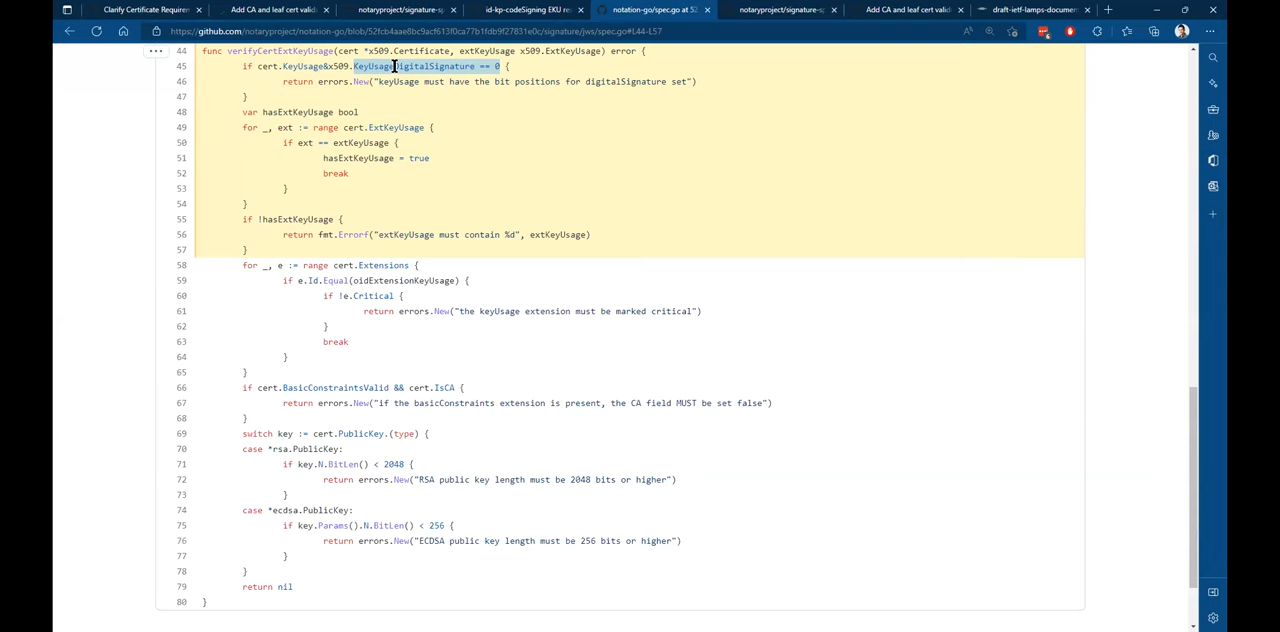 Clarify Certificate Requirem
Add CA and leaf cert valida
notaryproject/signature-sp
id-kp-codeSigning EKU re
notation-go/spec.go at 52
notaryproject/signature-sp
Add CA and leaf cert valida
draft-ietf-lamps-documen
https://github.com/notaryproject/notation-go/blob/52fcb4aae8bc9acf613f0ca77b1fdb9f27831e0c/signature/jws/spec.go#L44-L57
44 func verifyCertExtKeyUsage(cert *x509.Certificate, extKeyUsage x509.ExtKeyUsage) error {
45 if cert.KeyUsage&x509.KeyUsageDigitalSignature == 0 {
46 return errors.New("keyUsage must have the bit positions for digitalSignature set")
47 }
48 var hasExtKeyUsage bool
49 for _, ext := range cert.ExtKeyUsage {
50 if ext == extKeyUsage {
51 hasExtKeyUsage = true
52 break
53 }
54 }
55 if !hasExtKeyUsage {
56 return fmt.Errorf("extKeyUsage must contain %d", extKeyUsage)
57 }
58 for _, e := range cert.Extensions {
59 if e.Id.Equal(oidExtensionKeyUsage) {
60 if !e.Critical {
61 return errors.New("the keyUsage extension must be marked critical")
62 }
63 break
64 }
65 }
66 if cert.BasicConstraintsValid && cert.IsCA {
67 return errors.New("if the basicConstraints extension is present, the CA field MUST be set false")
68 }
69 switch key := cert.PublicKey.(type) {
70 case *rsa.PublicKey:
71 if key.N.BitLen() < 2048 {
72 return errors.New("RSA public key length must be 2048 bits or higher")
73 }
74 case *ecdsa.PublicKey:
75 if key.Params().N.BitLen() < 256 {
76 return errors.New("ECDSA public key length must be 256 bits or higher")
77 }
78 }
79 return nil
80 }